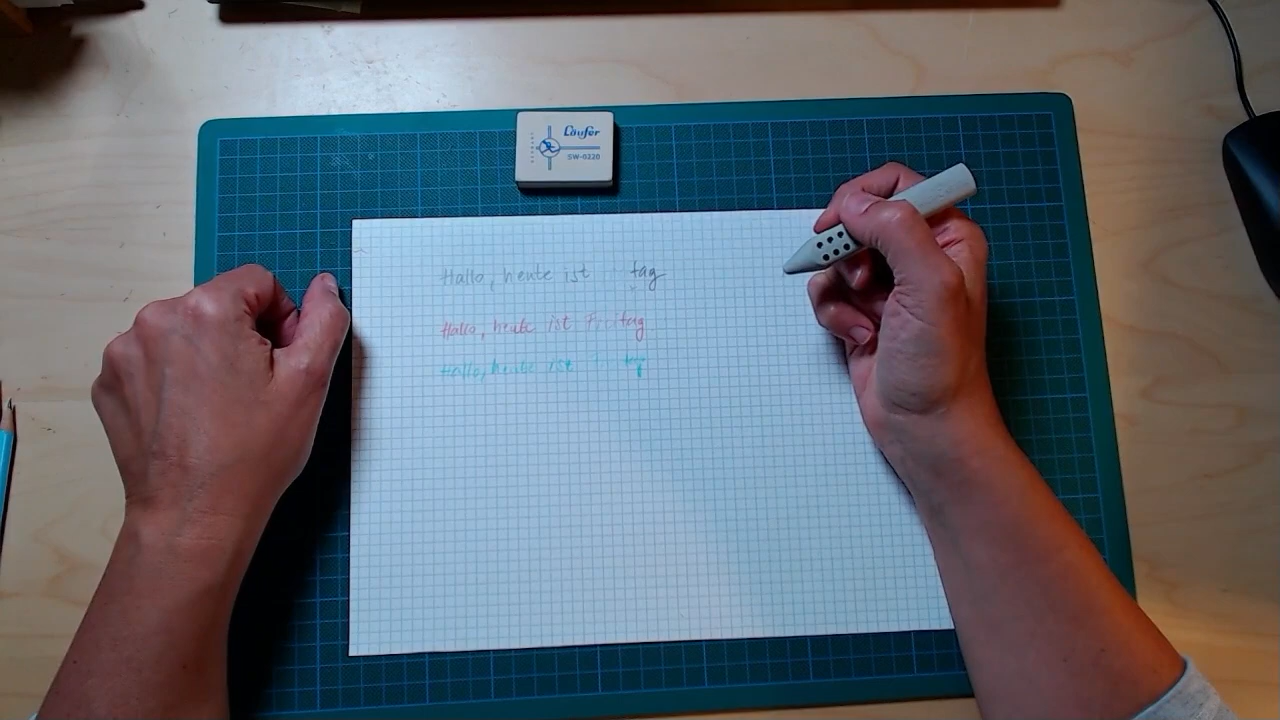 Läufer
SW-0320
Hallo, heute ist tag
Hallo, heute ist Freitag
Hallo, heute ist tag